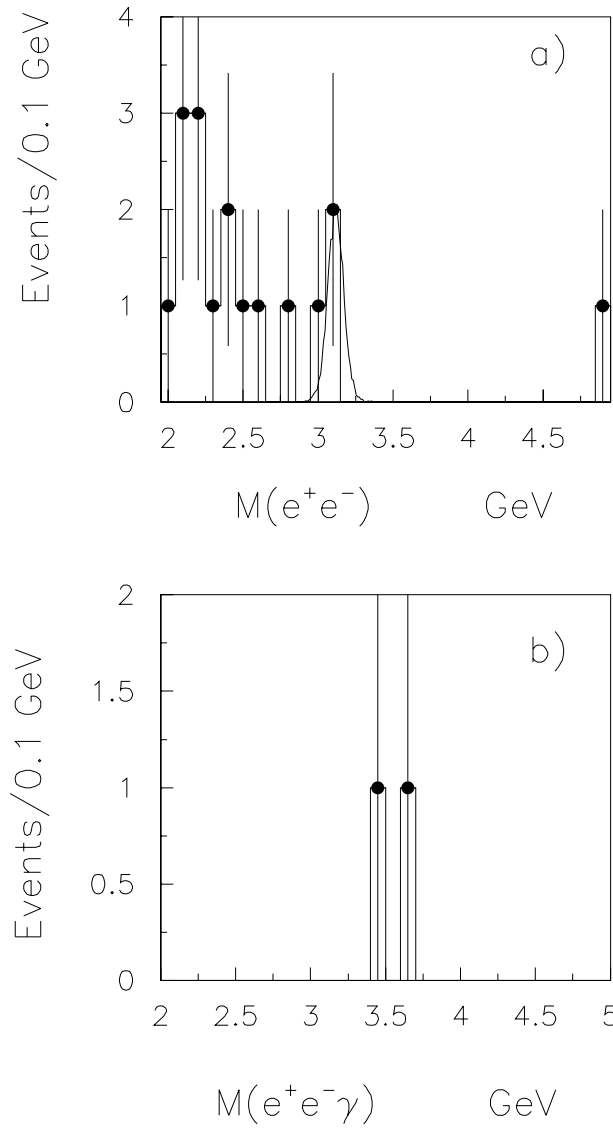 a)
Events/0.1 GeV
4
3
2
1
0
2 2.5 3 3.5 4 4.5
M(e⁺e⁻) GeV
b)
Events/0.1 GeV
2
1.5
1
0.5
0
2 2.5 3 3.5 4 4.5 5
M(e⁺e⁻γ) GeV